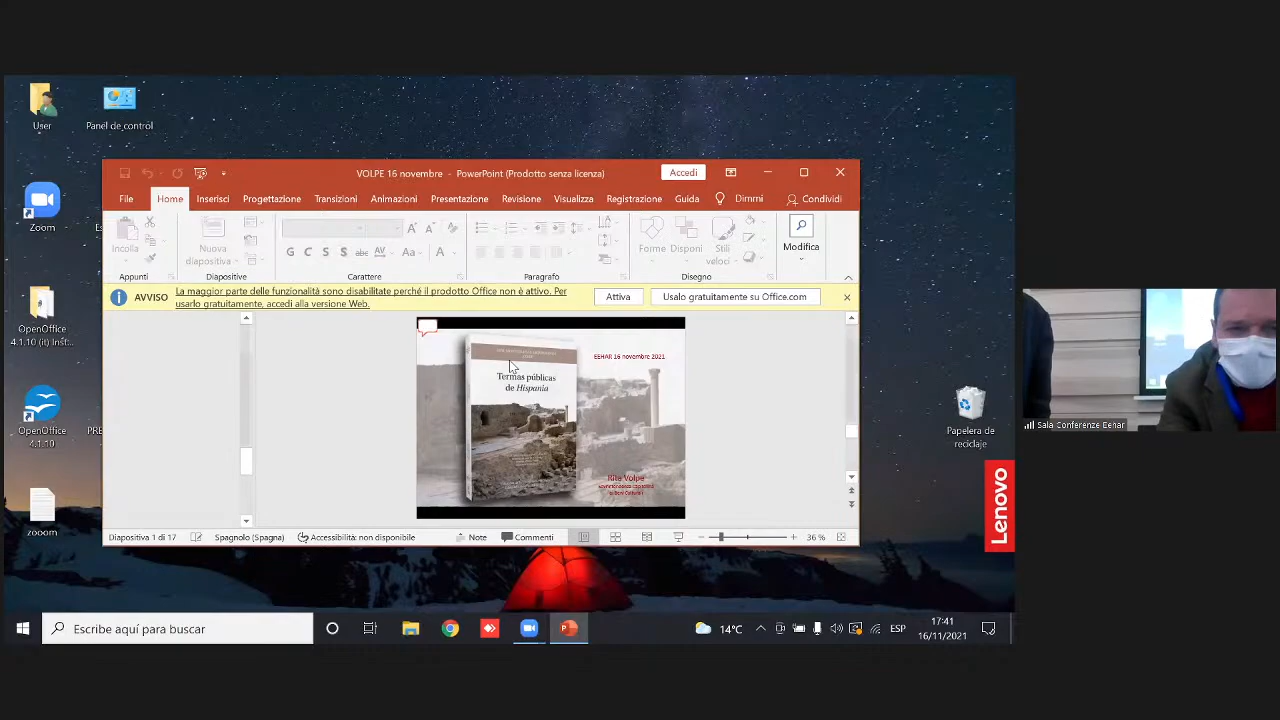 User
Panel de control
Zoom
Es
OpenOffice
4.1.10 (it) Inst...
OpenOffice
4.1.10
PRE
zooom
Papelera de
reciclaje
Lenovo
VOLPE 16 novembre - PowerPoint (Prodotto senza licenza)
Accedi
File Home Inserisci Progettazione Transizioni Animazioni Presentazione Revisione Visualizza Registrazione Guida Dimmi Condividi
Incolla
Nuova
diapositiva
G C S S abc AV
Aa A
Forme Disponi Stili
veloci
Modifica
Appunti Diapositive Carattere Paragrafo Disegno
AVVISO
La maggior parte delle funzionalità sono disabilitate perché il prodotto Office non è attivo. Per
usarlo gratuitamente, accedi alla versione Web.
Attiva
Usalo gratuitamente su Office.com
EEHAR 16 novembre 2021
Termas públicas
de Hispania
Rita Volpe
Diapositiva 1 di 17 Spagnolo (Spagna) Accessibilità: non disponibile Note Commenti 36 %
Escribe aquí para buscar
14°C
ESP
17:41
16/11/2021
Sala Conferenze Eehar